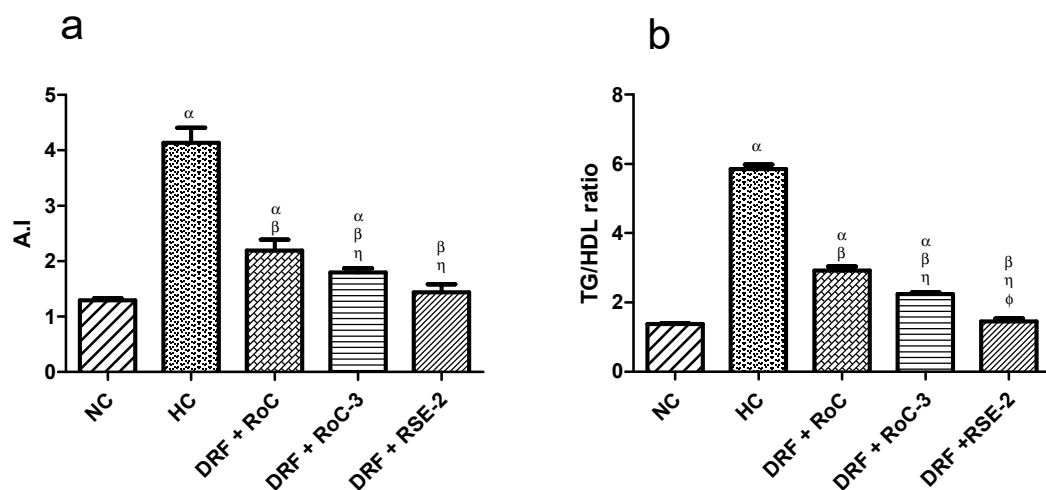 a
5
4
3
2
1
0
A.I
α
α
β
α
β
η
β
η
NC
HC
DRF + RoC
DRF + RoC-3
DRF + RSE-2
b
8
6
4
2
0
TG/HDL ratio
α
α
β
α
β
η
β
η
ϕ
NC
HC
DRF + RoC
DRF + RoC-3
DRF +RSE-2